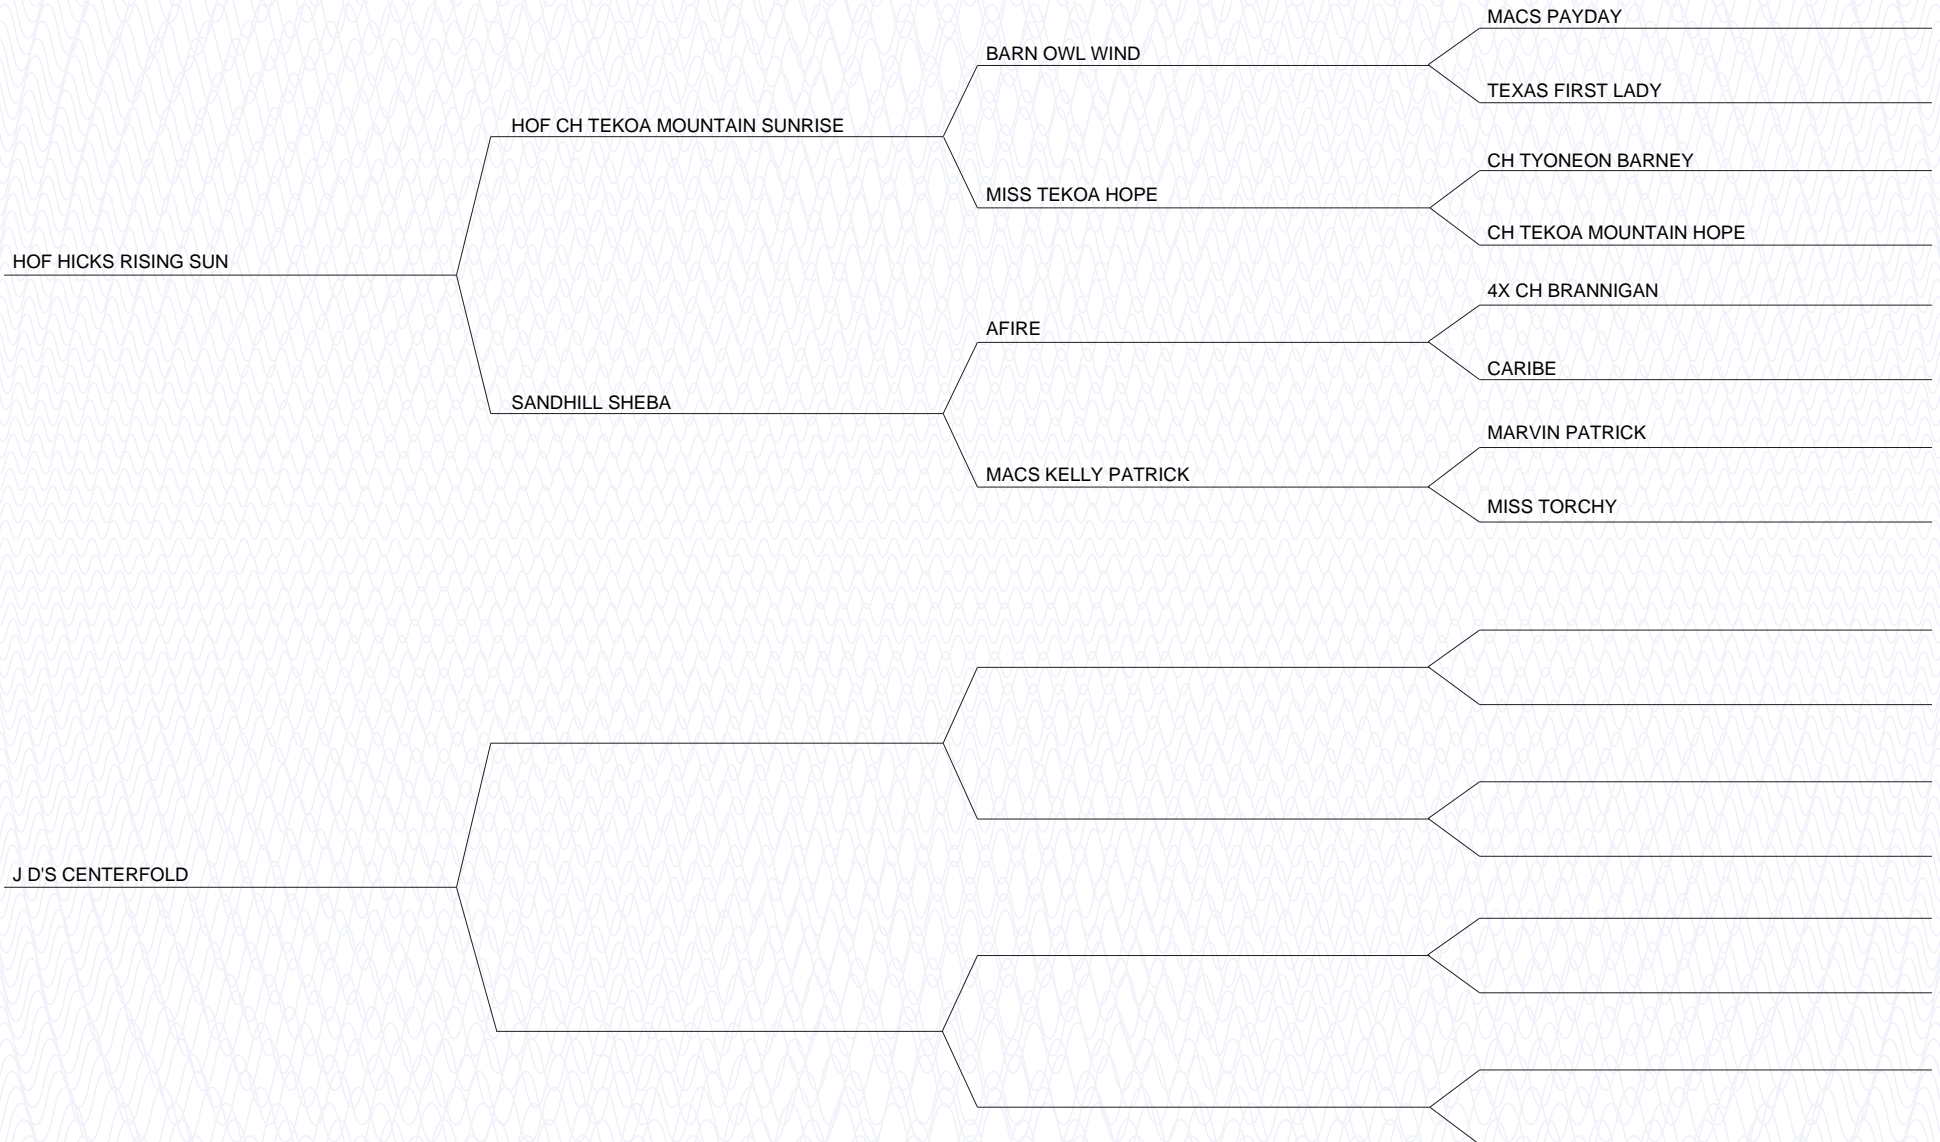 MACS PAYDAY
BARN OWL WIND
TEXAS FIRST LADY
HOF CH TEKOA MOUNTAIN SUNRISE
CH TYONEON BARNEY
MISS TEKOA HOPE
CH TEKOA MOUNTAIN HOPE
HOF HICKS RISING SUN
4X CH BRANNIGAN
AFIRE
CARIBE
SANDHILL SHEBA
MARVIN PATRICK
MACS KELLY PATRICK
MISS TORCHY
J D'S CENTERFOLD